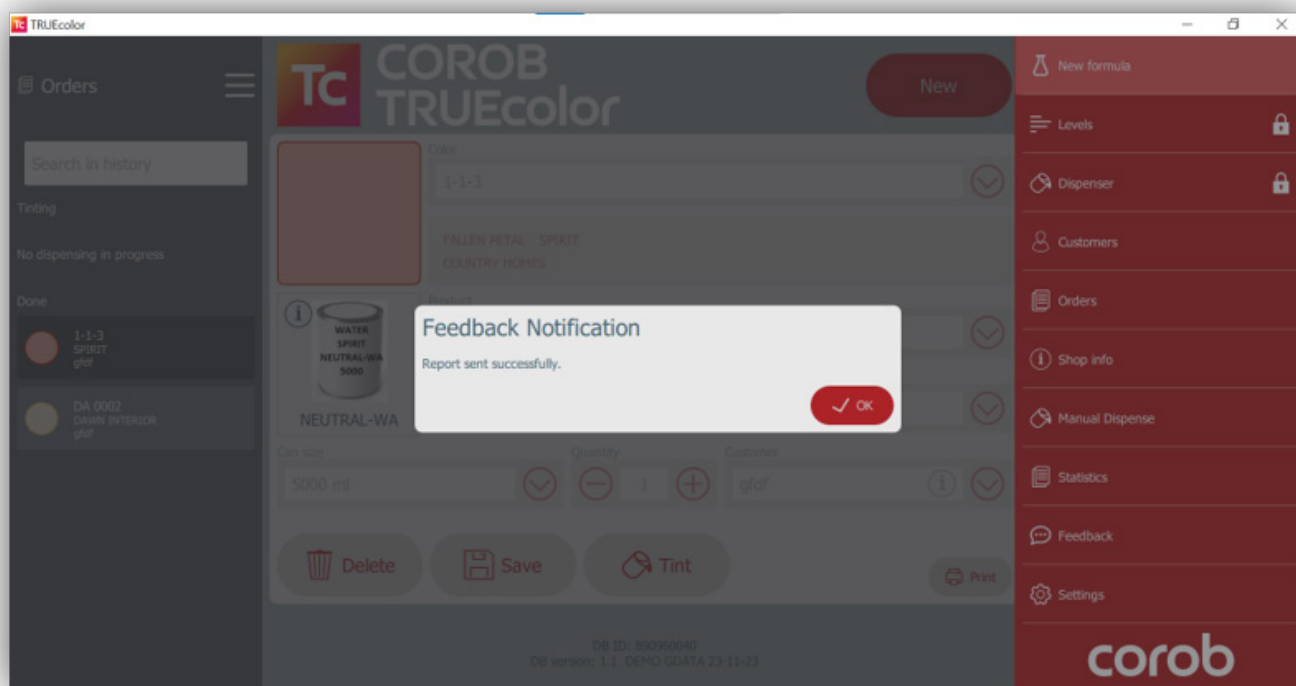 Tc TRUEcolor
Orders
Search in history
Tinting
No dispensing in progress
Done
1-1-3
SPIRIT
gfdf
DA 0002
DAWN INTERIOR
gfdf
Tc COROB
TRUEcolor
New
Color
1-1-3
FALLEN PETAL SPIRIT
COUNTRY HOMES
Product
WATER
SPIRIT
NEUTRAL-WA
5000
NEUTRAL-WA
Feedback Notification
Report sent successfully.
OK
Can size
5000 ml
Quantity
1
Customer
gfdf
Delete
Save
Tint
Print
DB ID: 890960040
DB version: 1.1. DEMO GDATA 23-11-23
New formula
Levels
Dispenser
Customers
Orders
Shop info
Manual Dispense
Statistics
Feedback
Settings
corob